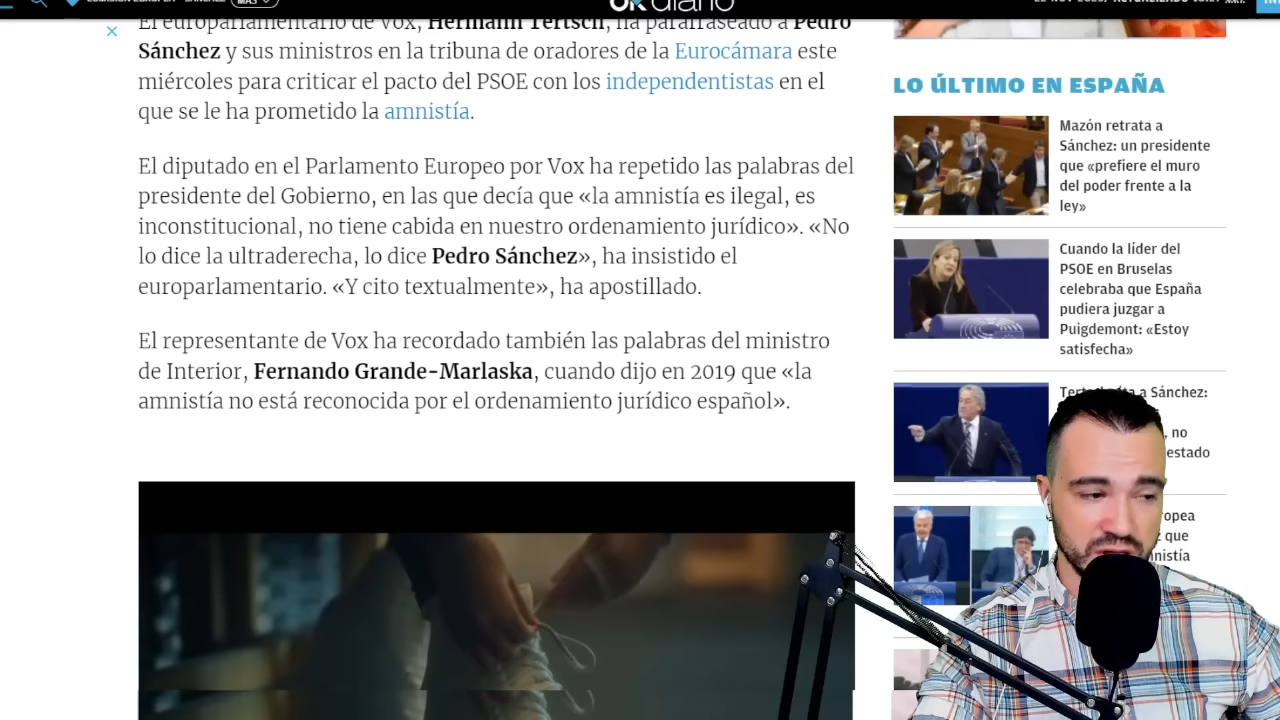 El europarlamentario de Vox, Hermann Tertsch, ha parafraseado a Pedro
Sánchez y sus ministros en la tribuna de oradores de la Eurocámara este
miércoles para criticar el pacto del PSOE con los independentistas en el
que se le ha prometido la amnistía.
El diputado en el Parlamento Europeo por Vox ha repetido las palabras del
presidente del Gobierno, en las que decía que «la amnistía es ilegal, es
inconstitucional, no tiene cabida en nuestro ordenamiento jurídico». «No
lo dice la ultraderecha, lo dice Pedro Sánchez», ha insistido el
europarlamentario. «Y cito textualmente», ha apostillado.
El representante de Vox ha recordado también las palabras del ministro
de Interior, Fernando Grande-Marlaska, cuando dijo en 2019 que «la
amnistía no está reconocida por el ordenamiento jurídico español».
okdiario
LO ÚLTIMO EN ESPAÑA
Mazón retrata a
Sánchez: un presidente
que «prefiere el muro
del poder frente a la
ley»
Cuando la líder del
PSOE en Bruselas
celebraba que España
pudiera juzgar a
Puigdemont: «Estoy
satisfecha»
a Sánchez:
, no
estado
que